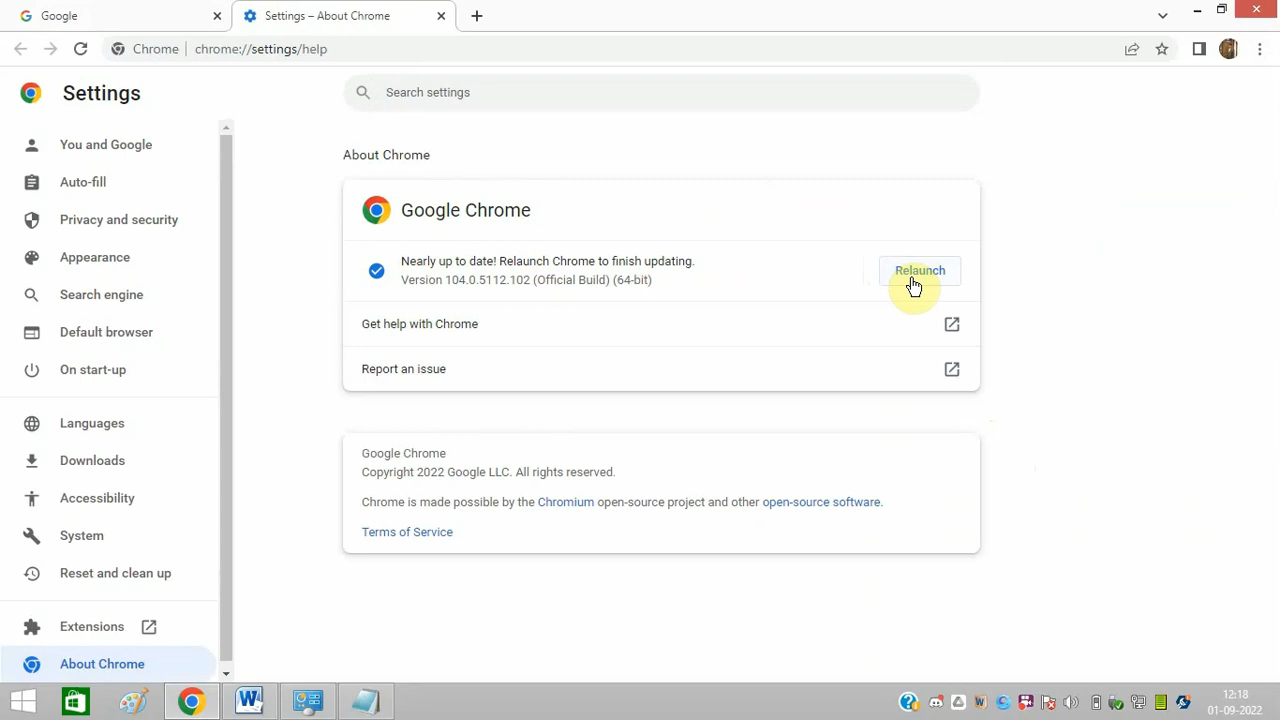 Google
Settings – About Chrome
Chrome
chrome://settings/help
Settings
Search settings
You and Google
Auto-fill
Privacy and security
Appearance
Search engine
Default browser
On start-up
Languages
Downloads
Accessibility
System
Reset and clean up
Extensions
About Chrome
About Chrome
Google Chrome
Nearly up to date! Relaunch Chrome to finish updating.
Version 104.0.5112.102 (Official Build) (64-bit)
Relaunch
Get help with Chrome
Report an issue
Google Chrome
Copyright 2022 Google LLC. All rights reserved.
Chrome is made possible by the Chromium open-source project and other open-source software.
Terms of Service
12:18
01-09-2022